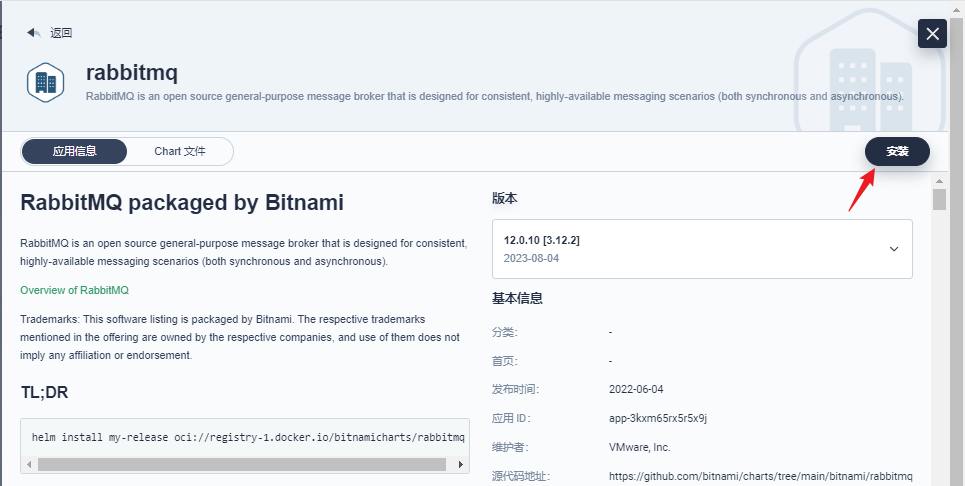 返回
rabbitmq
RabbitMQ is an open source general-purpose message broker that is designed for consistent, highly-available messaging scenarios (both synchronous and asynchronous).
应用信息
Chart 文件
安装
RabbitMQ packaged by Bitnami
RabbitMQ is an open source general-purpose message broker that is designed for consistent,
highly-available messaging scenarios (both synchronous and asynchronous).
Overview of RabbitMQ
Trademarks: This software listing is packaged by Bitnami. The respective trademarks
mentioned in the offering are owned by the respective companies, and use of them does not
imply any affiliation or endorsement.
TL;DR
helm install my-release oci://registry-1.docker.io/bitnamicharts/rabbitmq
版本
12.0.10 [3.12.2]
2023-08-04
基本信息
分类: -
首页: -
发布时间: 2022-06-04
应用 ID: app-3kxm65rx5r5x9j
维护者: VMware, Inc.
源代码地址: https://github.com/bitnami/charts/tree/main/bitnami/rabbitmq